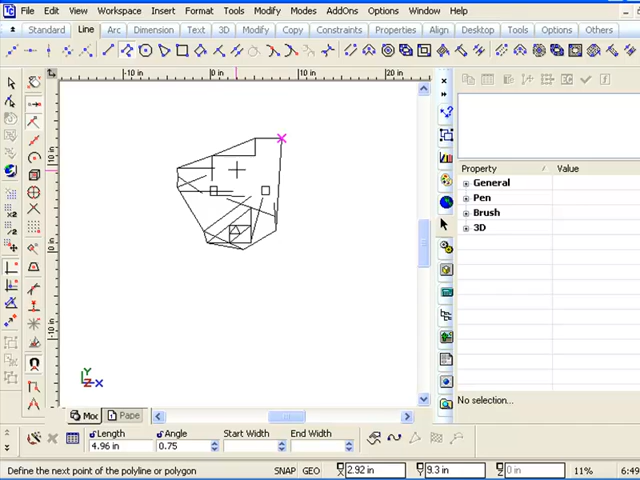 File Edit View Workspace Insert Format Tools Draw Modify Modes AddOns Options Window Help
Standard Line Arc Dimension Text 3D Modify Copy Constraints Properties Align Desktop Tools Options Others
-10 in 0 in 10 in 20 in
10 in
0 in
-10 in
Property Value
General
Pen
Brush
3D
Y
Z X
No selection...
Moc Pape
Length Angle Start Width End Width
4.96 in 0.75
Define the next point of the polyline or polygon SNAP GEO X 2.92 in Y 9.3 in Z 0 in 11% 6:49